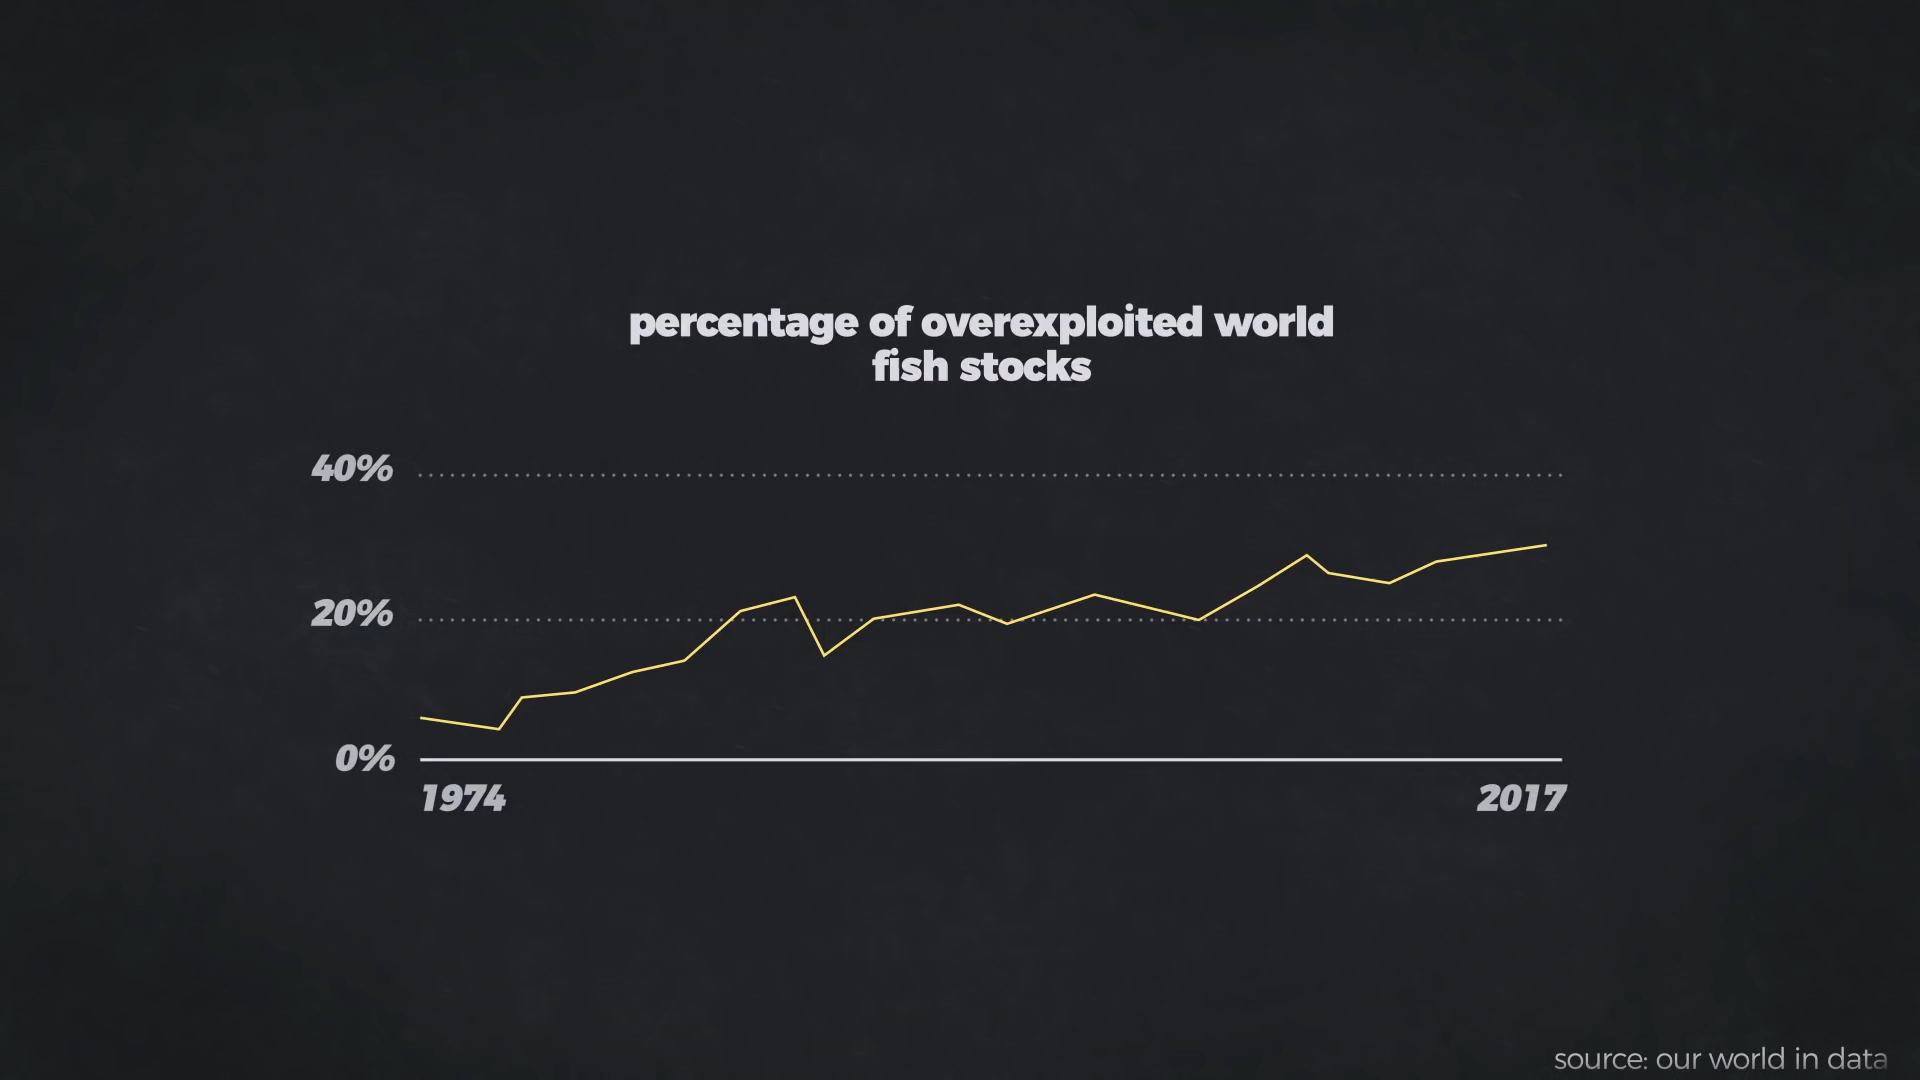 percentage of overexploited world
fish stocks
40%
20%
0%
1974
2017
source: our world in data